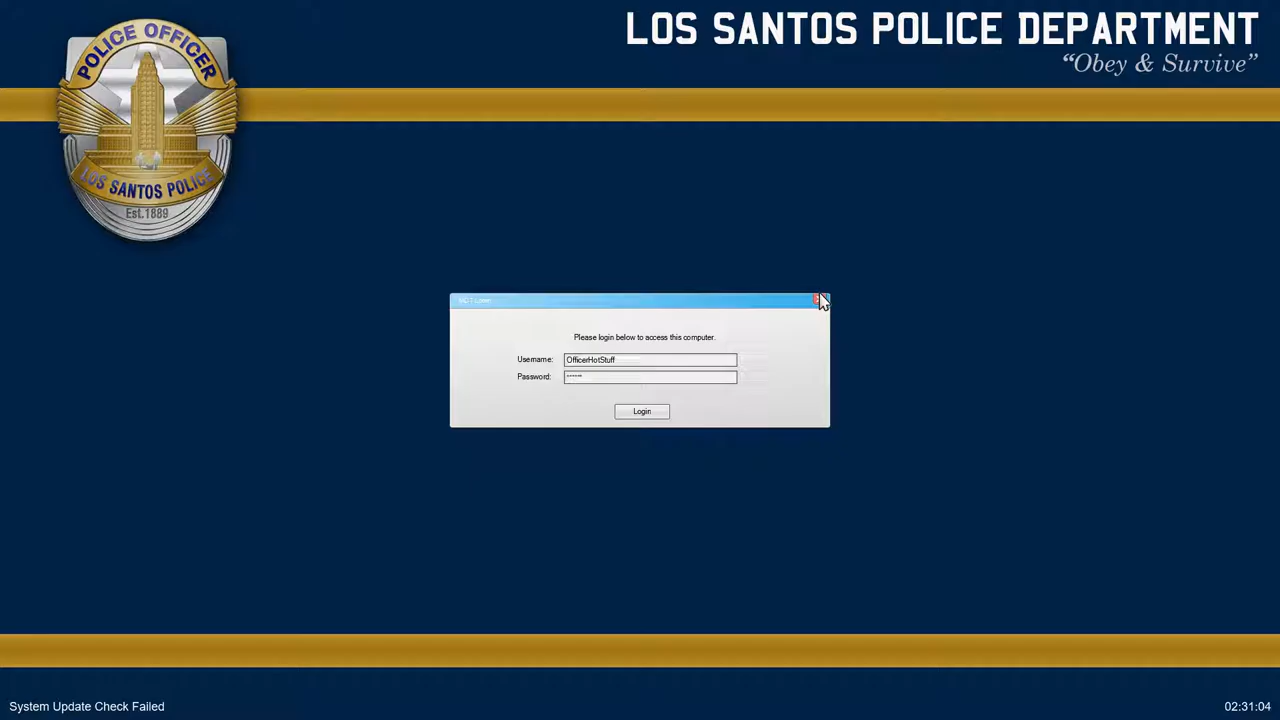 POLICE OFFICER
LOS SANTOS POLICE
Est.1889
LOS SANTOS POLICE DEPARTMENT
“Obey & Survive”
Please login below to access this computer.
Username: OfficerHotStuff
Password: ******
Login
System Update Check Failed
02:31:04